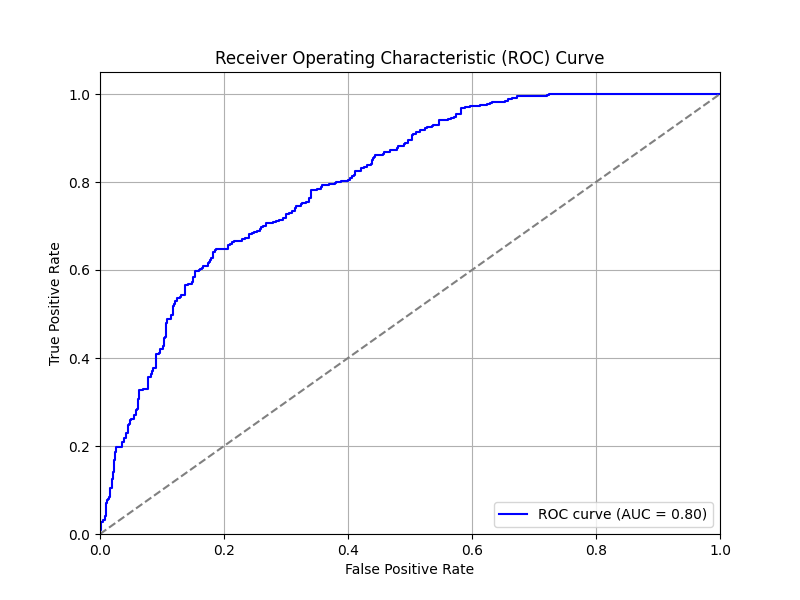 Receiver Operating Characteristic (ROC) Curve
True Positive Rate
1.0
0.8
0.6
0.4
0.2
0.0
ROC curve (AUC = 0.80)
0.0 0.2 0.4 0.6 0.8 1.0
False Positive Rate